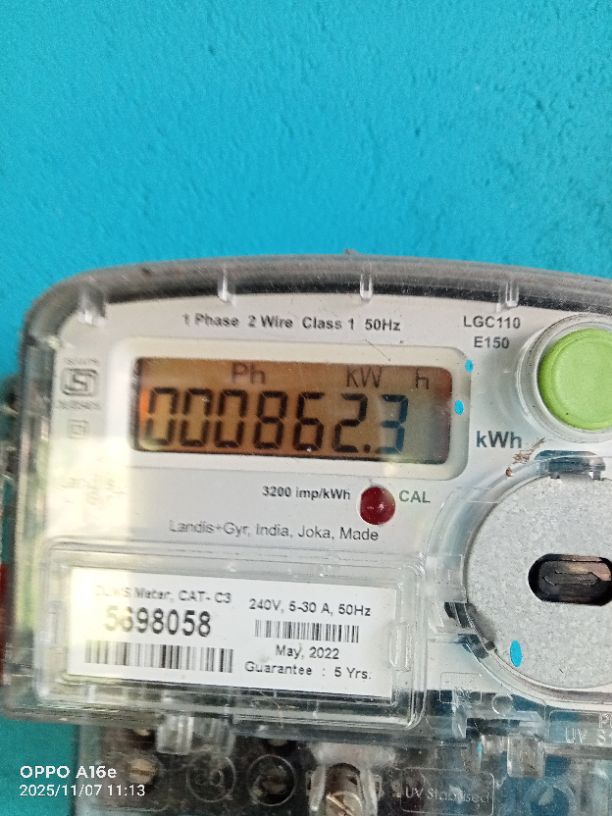 1 Phase 2 Wire Class 1 50Hz
LGC110
E150
Ph kW h
000862.3
kWh
3200 imp/kWh
CAL
Landis+Gyr, India, Joka, Made
Meter, CAT- C3
5698058
240V, 5-30 A, 50Hz
May, 2022
Guarantee : 5 Yrs.
UV Stabilised
OPPO A16e
2025/11/07 11:13